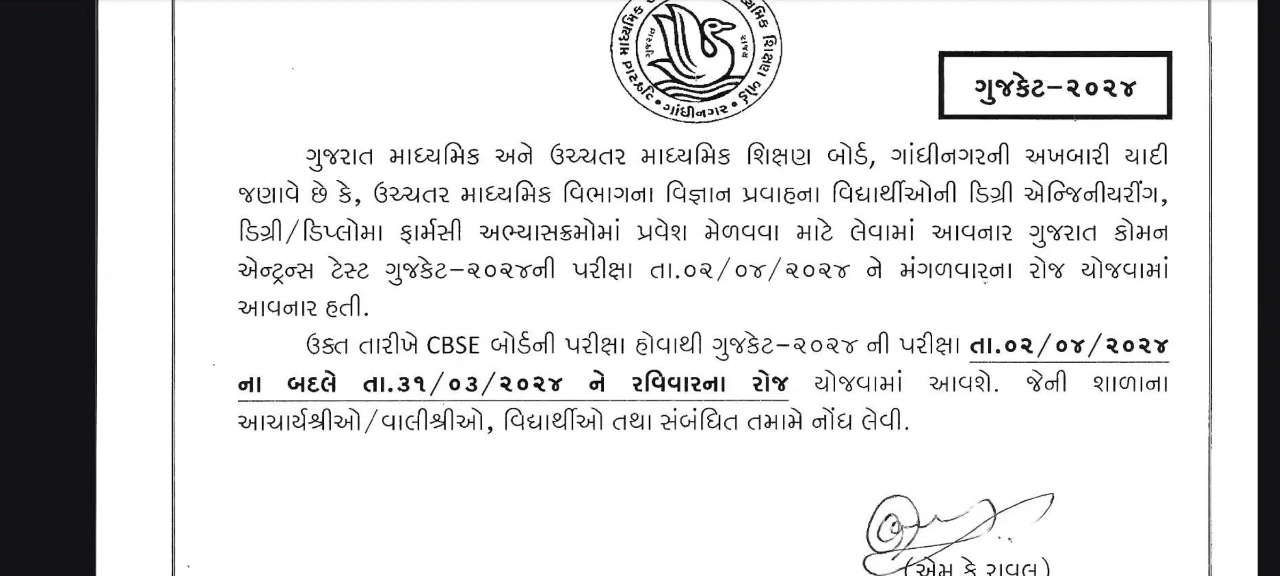 માધ્યમિક શિક્ષણ બોર્ડ
ગાંધીનગર
ગુજકેટ-૨૦૨૪
ગુજરાત માધ્યમિક અને ઉચ્ચતર માધ્યમિક શિક્ષણ બોર્ડ, ગાંધીનગરની અખબારી યાદી
જણાવે છે કે, ઉચ્ચતર માધ્યમિક વિભાગના વિજ્ઞાન પ્રવાહના વિદ્યાર્થીઓની ડિગ્રી એન્જિનીયરીંગ,
ડિગ્રી/ડિપ્લોમા ફાર્મસી અભ્યાસક્રમોમાં પ્રવેશ મેળવવા માટે લેવામાં આવનાર ગુજરાત કોમન
એન્ટ્રન્સ ટેસ્ટ ગુજકેટ-૨૦૨૪ની પરીક્ષા તા.૦૨/૦૪/૨૦૨૪ ને મંગળવારના રોજ યોજવામાં
આવનાર હતી.
ઉક્ત તારીખે CBSE બોર્ડની પરીક્ષા હોવાથી ગુજકેટ-૨૦૨૪ ની પરીક્ષા તા.૦૨/૦૪/૨૦૨૪
ના બદલે તા.૩૧/૦૩/૨૦૨૪ ને રવિવારના રોજ યોજવામાં આવશે. જેની શાળાના
આચાર્યશ્રીઓ/વાલીશ્રીઓ, વિદ્યાર્થીઓ તથા સંબંધિત તમામે નોંધ લેવી.
(એમ કે રાવલ)